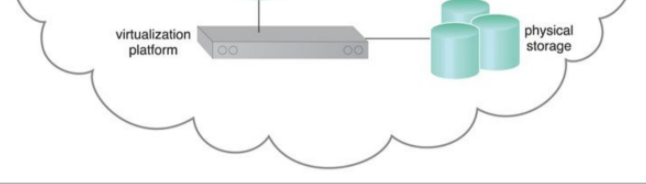 virtualization
platform
physical
storage